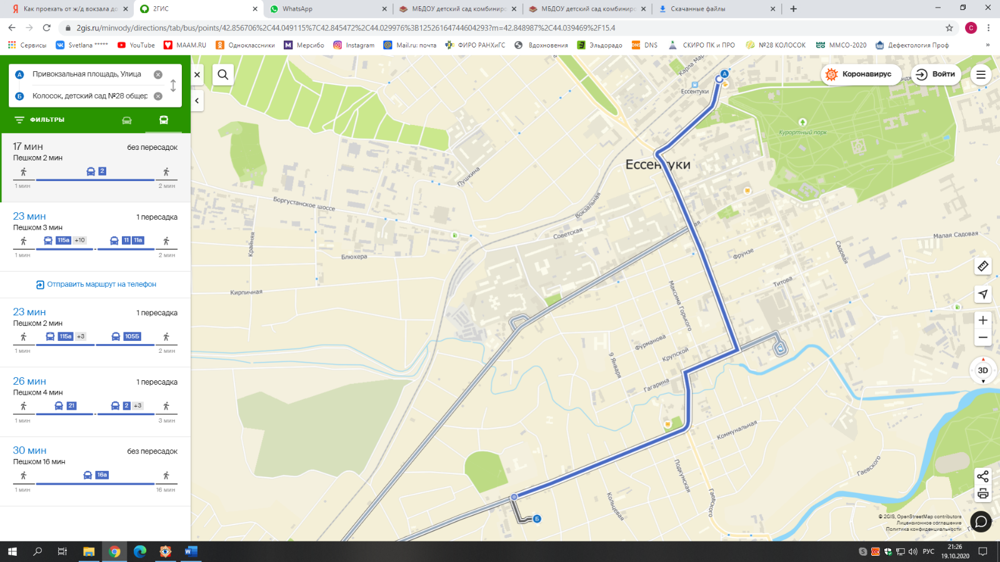 Как проехать от ж/д вокзала до
2ГИС
WhatsApp
МБДОУ детский сад комбиниро
МБДОУ детский сад комбиниро
Скачанные файлы
2gis.ru/minvody/directions/tab/bus/points/42.856706%2C44.049115%7C42.845472%2C44.029976%3B12526164744604293?m=42.848987%2C44.039469%2F15.4
Сервисы
Svetlana *****
YouTube
MAAM.RU
Одноклассники
Мерсибо
Instagram
Mail.ru: почта
ФИРО РАНХиГС
Вдохновения
Эльдорадо
DNS
СКИРО ПК и ПРО
№28 КОЛОСОК
ММСО-2020
Дефектология Проф
»
А Привокзальная площадь, Улица
Б Колосок, детский сад №28 общер
ФИЛЬТРЫ
17 мин без пересадок
Пешком 2 мин
2
1 мин 2 мин
23 мин 1 пересадка
Пешком 3 мин
115а +10 11 11а
1 мин 2 мин
Отправить маршрут на телефон
23 мин 1 пересадка
Пешком 2 мин
115а +3 105Б
1 мин 2 мин
26 мин 1 пересадка
Пешком 4 мин
21 2 +3
1 мин 3 мин
30 мин без пересадок
Пешком 16 мин
16а
1 мин 16 мин
Коронавирус
Войти
Карла Мар
А
Ессентуки
Курортный парк
Ессентуки
Пушкина
Боргустанское шоссе
Вокзальная
Советская
Крайняя
Блюхера
Малая Садовая
Садовая
Фрунзе
Титова
Кирпичная
Максима Горького
Фурманова
Крупской
9 Января
Гагарина
3D
Коммунальная
Гаевского
Подкумская
Гаевского
Кольцевая
Б
© 2GIS, OpenStreetMap contributors
Лицензионное соглашение
Политика конфиденциальности
РУС
21:26
19.10.2020